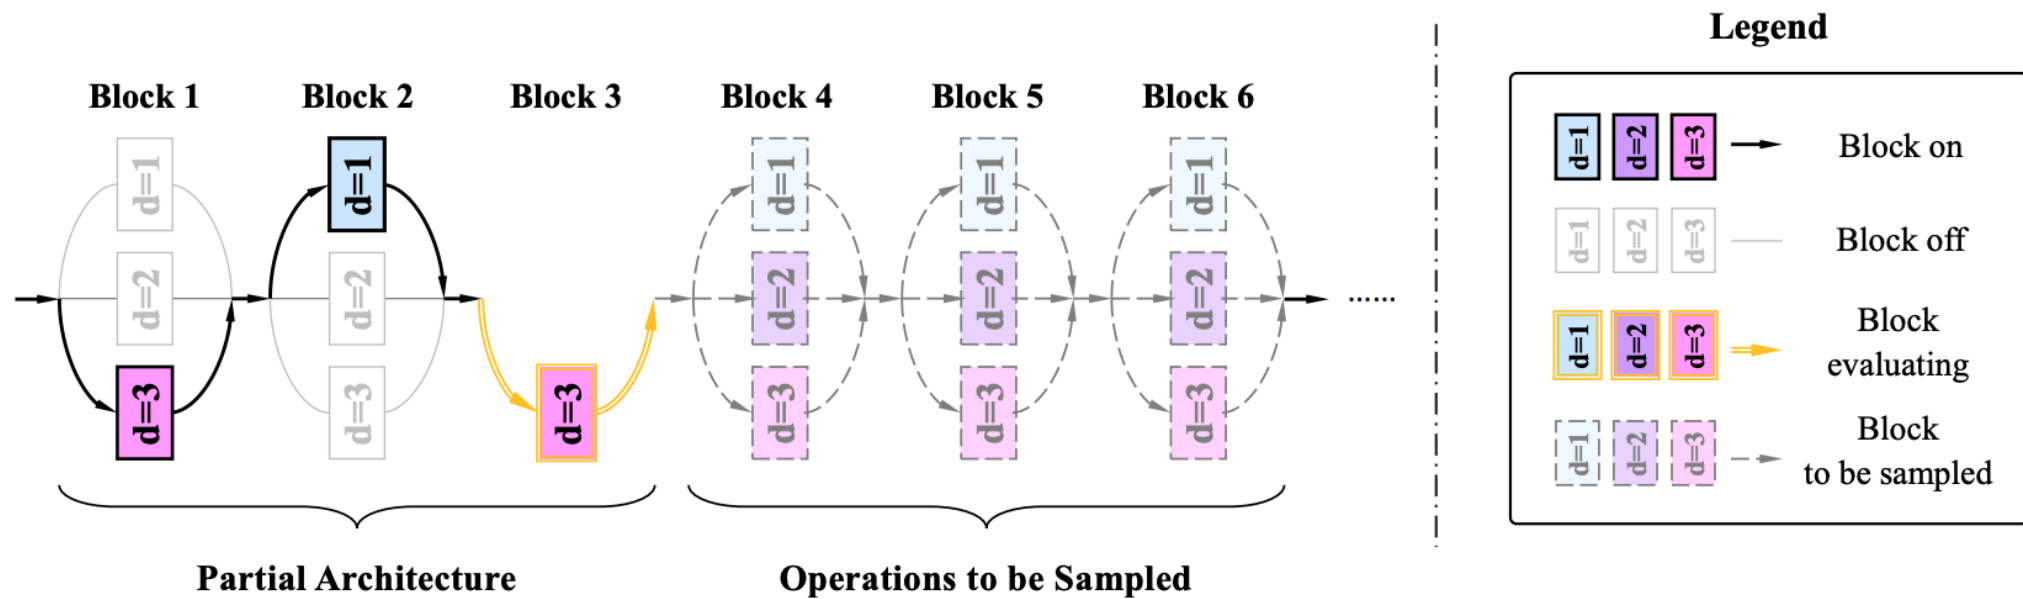 Legend
Block 1 Block 2 Block 3 Block 4 Block 5 Block 6
d=1 d=1 d=1 d=1 d=1
d=2 d=2 d=2 d=2 d=2
d=3 d=3 d=3 d=3 d=3 d=3
......
Partial Architecture Operations to be Sampled
d=1 d=2 d=3 Block on
d=1 d=2 d=3 Block off
d=1 d=2 d=3 Block
evaluating
d=1 d=2 d=3 Block
to be sampled